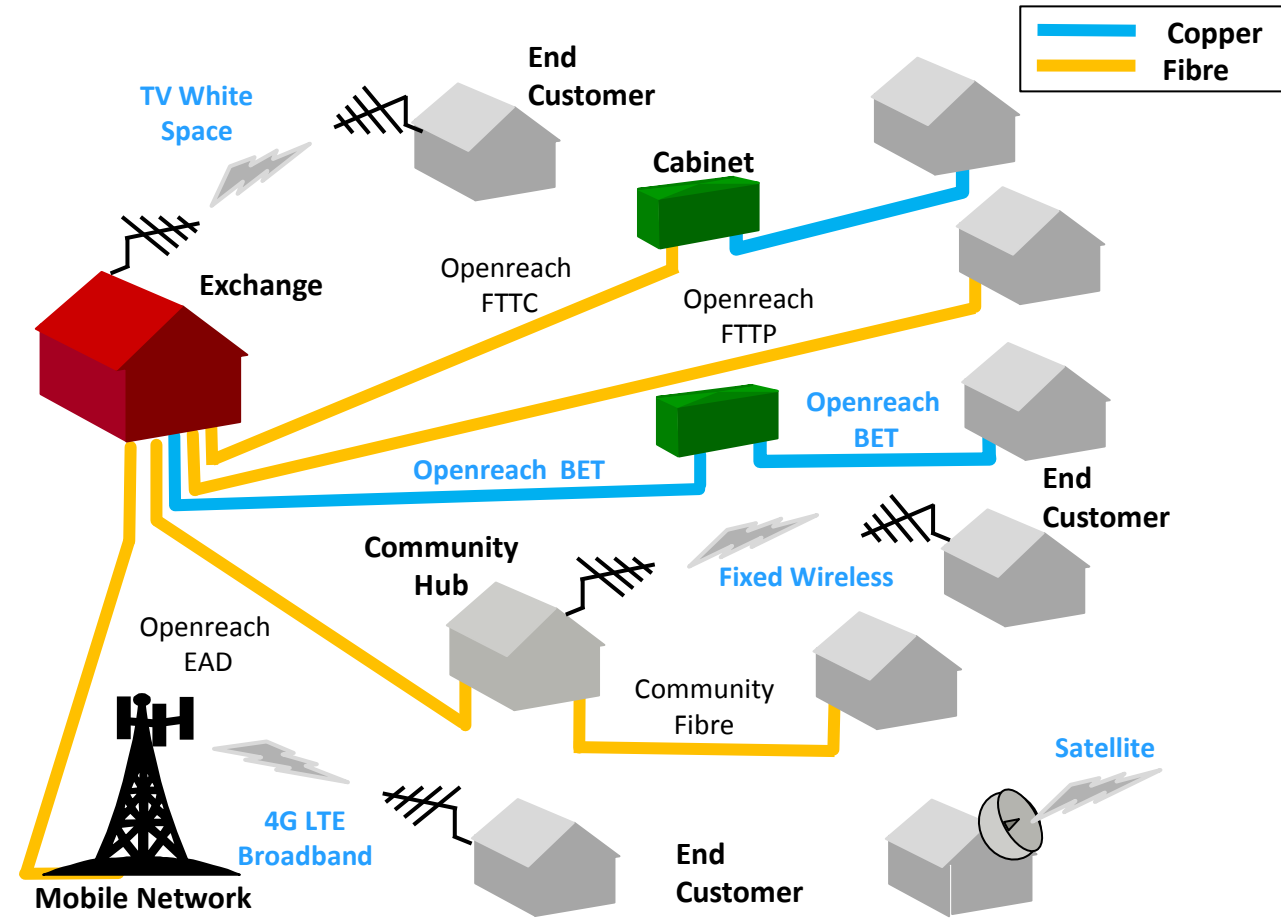 Copper
Fibre
End
Customer
TV White
Space
Cabinet
Exchange
Openreach
FTTC
Openreach
FTTP
Openreach
BET
Openreach  BET
End
Customer
Community
Hub
Fixed Wireless
Openreach
EAD
Community
Fibre
Satellite
4G LTE
Broadband
End
Customer
Mobile Network